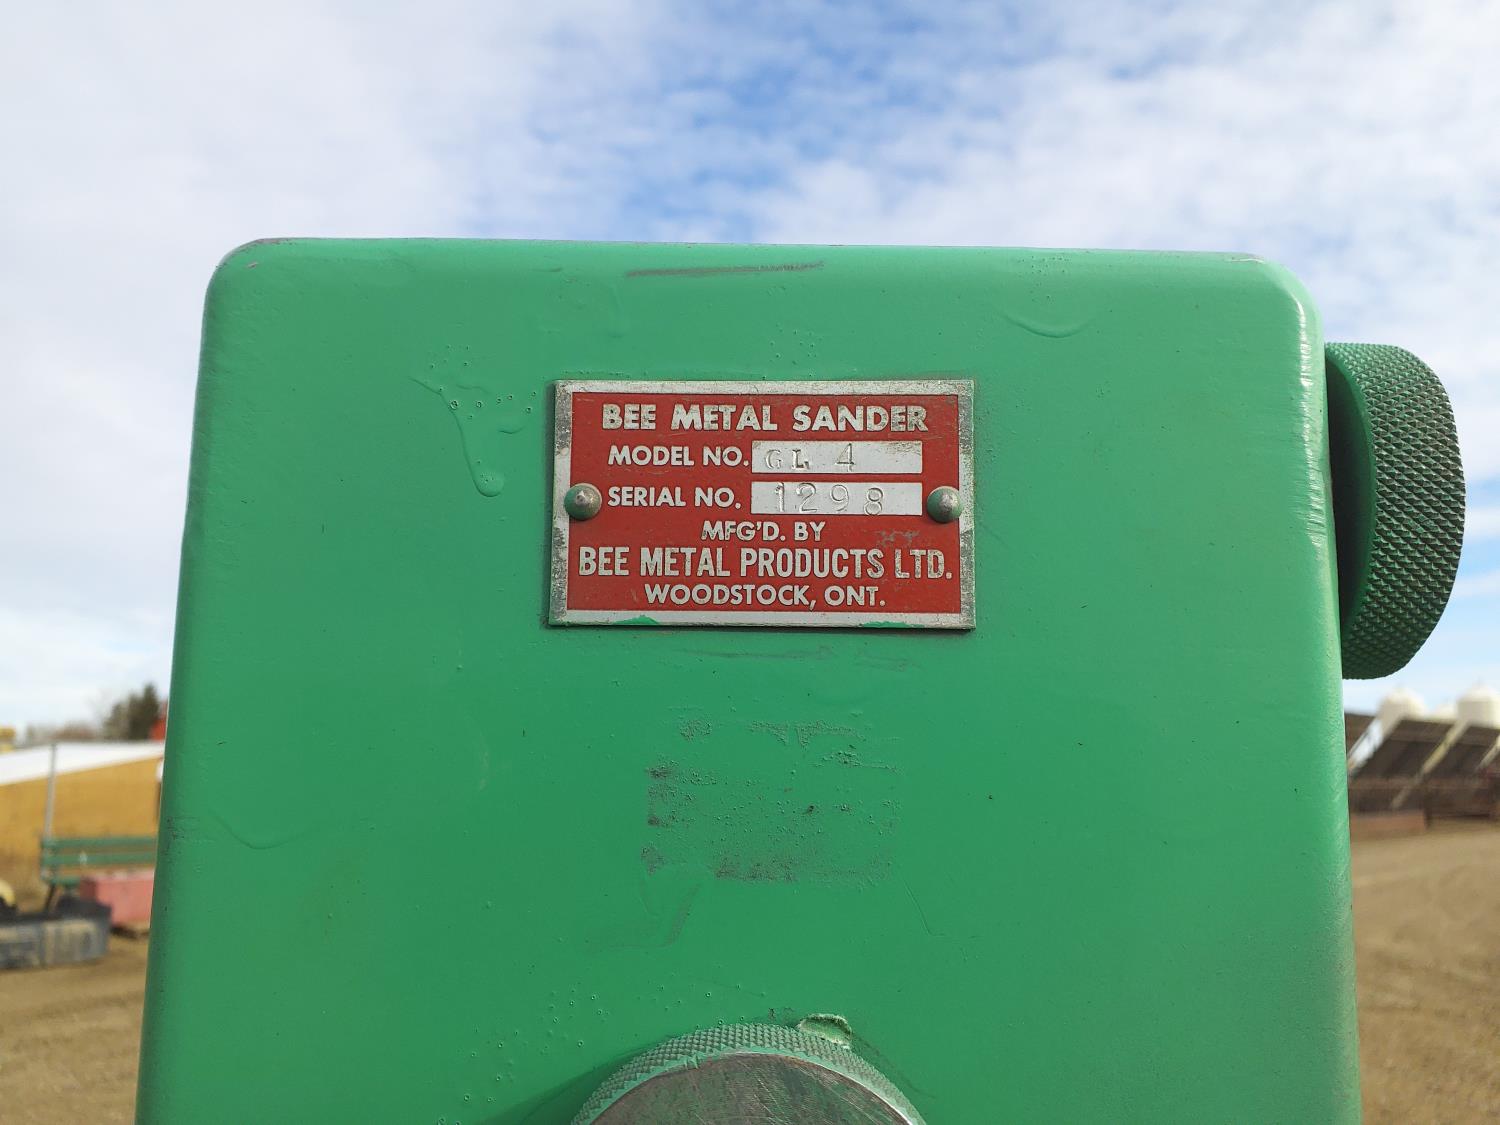 BEE METAL SANDER
MODEL NO. GL 4
SERIAL NO. 1298
MFG'D. BY
BEE METAL PRODUCTS LTD.
WOODSTOCK, ONT.